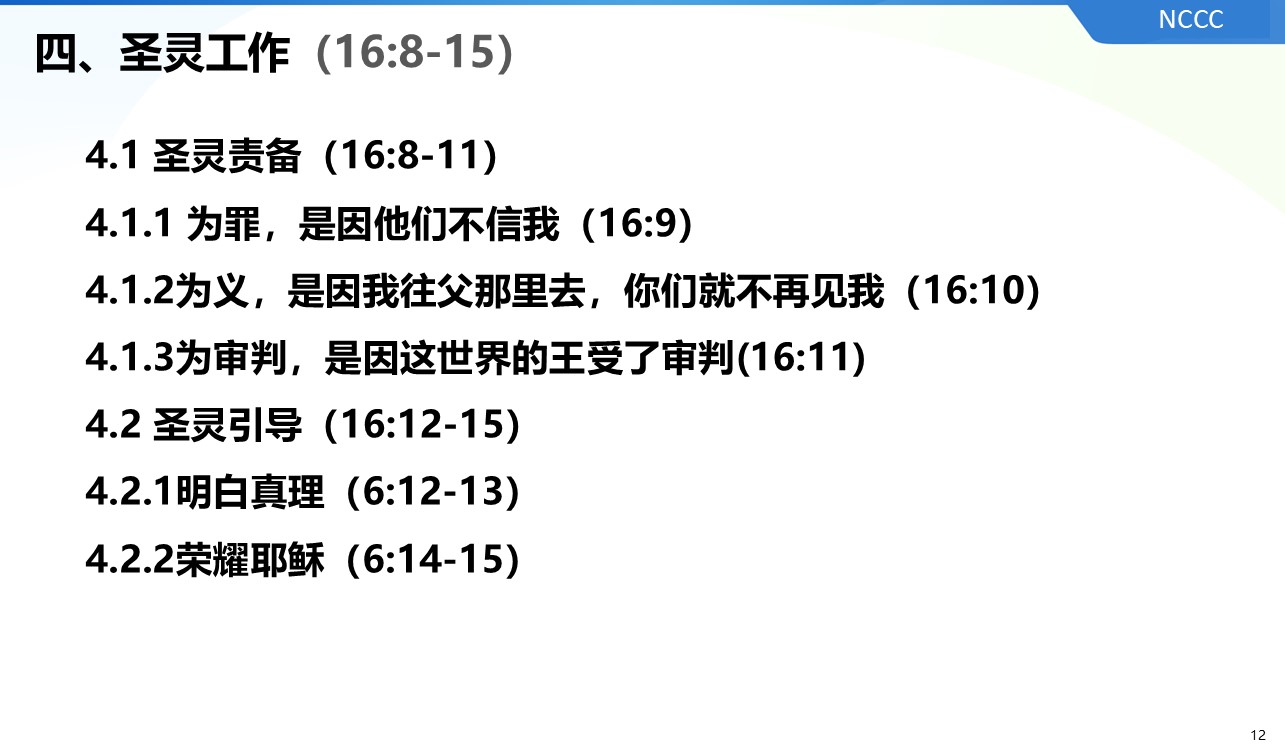 NCCC
四、圣灵工作（16:8-15）
4.1 圣灵责备（16:8-11）
4.1.1 为罪，是因他们不信我（16:9）
4.1.2为义，是因我往父那里去，你们就不再见我（16:10）
4.1.3为审判，是因这世界的王受了审判(16:11)
4.2 圣灵引导（16:12-15）
4.2.1明白真理（6:12-13）
4.2.2荣耀耶稣（6:14-15）
12